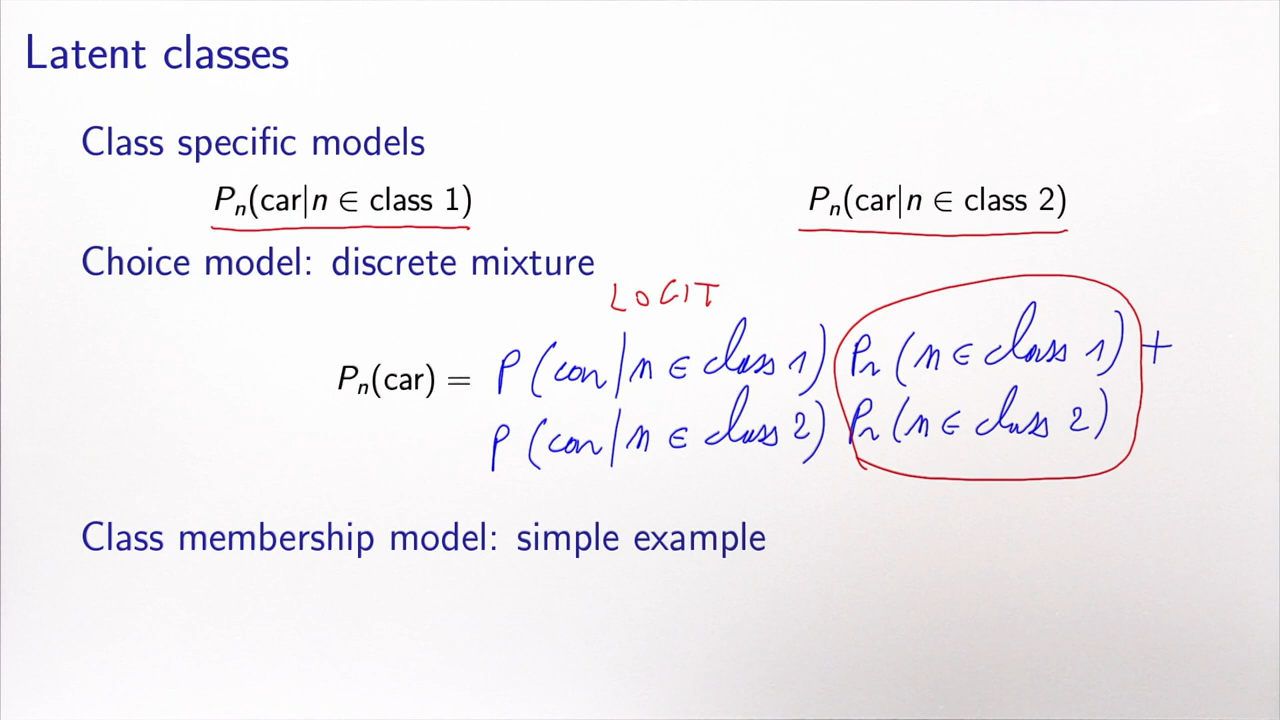 Latent classes
Class specific models
Pₙ(car|n ∈ class 1) Pₙ(car|n ∈ class 2)
Choice model: discrete mixture
LOGIT
Pₙ(car) = P(car|n ∈ class 1) Pₙ(n ∈ class 1) +
P(car|n ∈ class 2) Pₙ(n ∈ class 2)
Class membership model: simple example